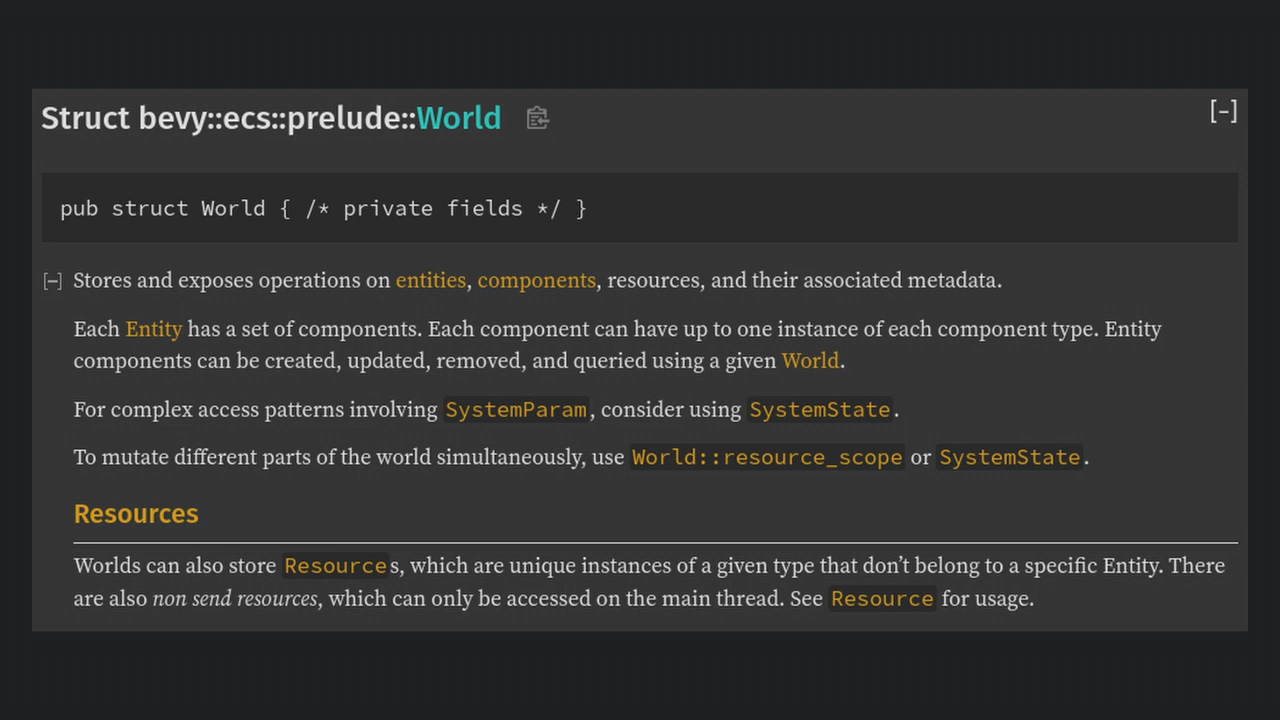 Struct bevy::ecs::prelude::World [-]
pub struct World { /* private fields */ }
[-] Stores and exposes operations on entities, components, resources, and their associated metadata.
Each Entity has a set of components. Each component can have up to one instance of each component type. Entity
components can be created, updated, removed, and queried using a given World.
For complex access patterns involving SystemParam, consider using SystemState.
To mutate different parts of the world simultaneously, use World::resource_scope or SystemState.
Resources
Worlds can also store Resources, which are unique instances of a given type that don’t belong to a specific Entity. There
are also non send resources, which can only be accessed on the main thread. See Resource for usage.